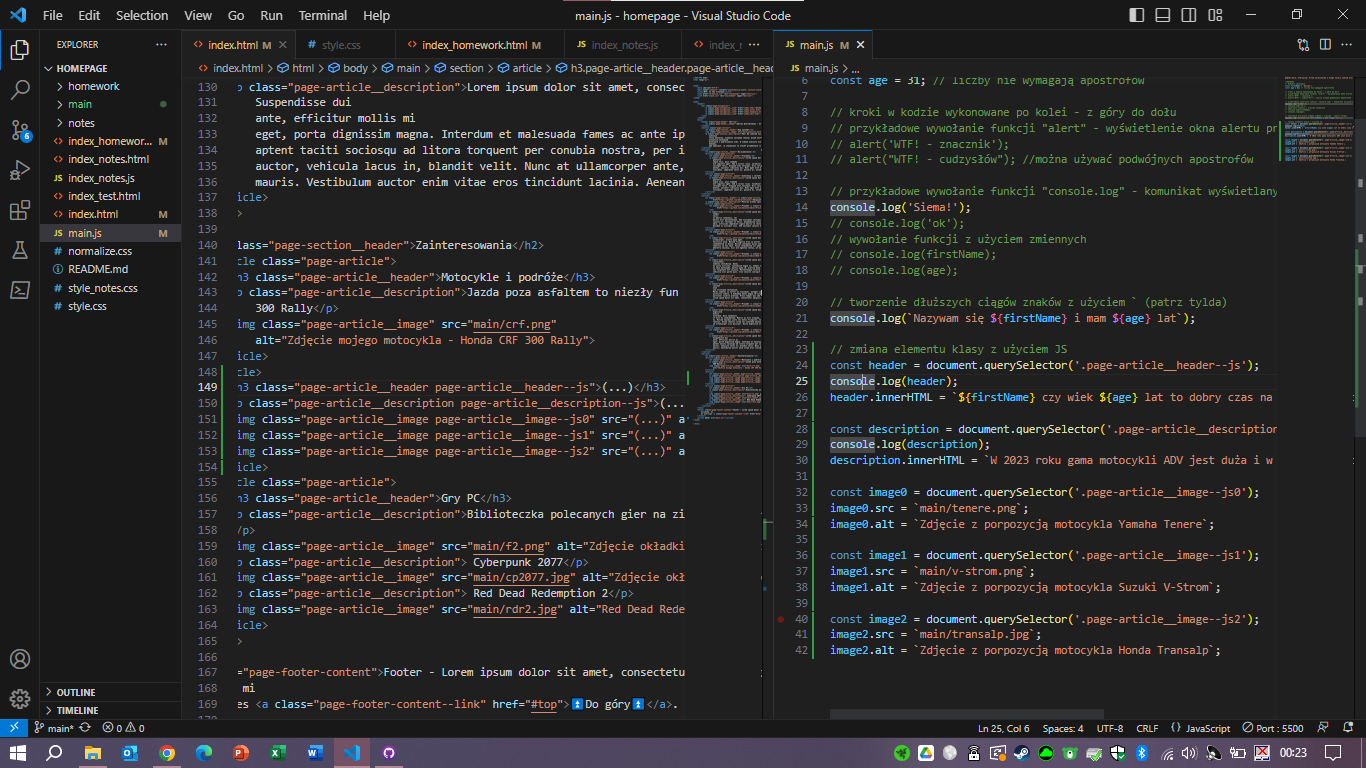 File Edit Selection View Go Run Terminal Help
main.js - homepage - Visual Studio Code
EXPLORER
HOMEPAGE
homework
main
notes
index_homework... M
index_notes.html
index_notes.js
index_test.html
index.html M
main.js M
normalize.css
README.md
style_notes.css
style.css
OUTLINE
TIMELINE
index.html M
style.css
index_homework.html M
index_notes.js
index.html > html > body > main > section > article > h3.page-article__header.page-article__head
130 p class="page-article__description">Lorem ipsum dolor sit amet, consec
131 Suspendisse dui
132 ante, efficitur mollis mi
133 eget, porta dignissim magna. Interdum et malesuada fames ac ante ip
134 aptent taciti sociosqu ad litora torquent per conubia nostra, per i
135 auctor, vehicula lacus in, blandit velit. Nunc at ullamcorper ante,
136 mauris. Vestibulum auctor enim vitae eros tincidunt lacinia. Aenean
137 icle>
138 >
139
140 lass="page-section__header">Zainteresowania</h2>
141 cle class="page-article">
142 h3 class="page-article__header">Motocykle i podróże</h3>
143 p class="page-article__description">Jazda poza asfaltem to niezły fun
144 300 Rally</p>
145 img class="page-article__image" src="main/crf.png"
146 alt="Zdjęcie mojego motocykla - Honda CRF 300 Rally">
147 icle>
148 cle>
149 h3 class="page-article__header page-article__header--js">(...)</h3>
150 p class="page-article__description page-article__description--js">(...
151 img class="page-article__image page-article__image--js0" src="(...)" a
152 img class="page-article__image page-article__image--js1" src="(...)" a
153 img class="page-article__image page-article__image--js2" src="(...)" a
154 icle>
155 cle class="page-article">
156 h3 class="page-article__header">Gry PC</h3>
157 p class="page-article__description">Biblioteczka polecanych gier na zi
158 /p>
159 img class="page-article__image" src="main/f2.png" alt="Zdjęcie okładki
160 p class="page-article__description"> Cyberpunk 2077</p>
161 img class="page-article__image" src="main/cp2077.jpg" alt="Zdjęcie okł
162 p class="page-article__description"> Red Dead Redemption 2</p>
163 img class="page-article__image" src="main/rdr2.jpg" alt="Red Dead Rede
164 icle>
165 >
166
167 ="page-footer-content">Footer - Lorem ipsum dolor sit amet, consectetu
168 mi
169 es <a class="page-footer-content--link" href="#top">⏫Do góry⏫</a>.
main.js M
main.js > ...
6 const age = 31; // liczby nie wymagają apostrofów
7
8 // kroki w kodzie wykonowane po kolei - z góry do dołu
9 // przykładowe wywołanie funkcji "alert" - wyświetlenie okna alertu pr
10 // alert('WTF! - znacznik');
11 // alert("WTF! - cudzysłów"); //można używać podwójnych apostrofów
12
13 // przykładowe wywołanie funkcji "console.log" - komunikat wyświetlany
14 console.log('Siema!');
15 // console.log('ok');
16 // wywołanie funkcji z użyciem zmiennych
17 // console.log(firstName);
18 // console.log(age);
19
20 // tworzenie dłuższych ciągów znaków z użyciem ` (patrz tylda)
21 console.log(`Nazywam się ${firstName} i mam ${age} lat`);
22
23 // zmiana elementu klasy z użyciem JS
24 const header = document.querySelector('.page-article__header--js');
25 console.log(header);
26 header.innerHTML = `${firstName} czy wiek ${age} lat to dobry czas na
27
28 const description = document.querySelector('.page-article__description
29 console.log(description);
30 description.innerHTML = `W 2023 roku gama motocykli ADV jest duża i w
31
32 const image0 = document.querySelector('.page-article__image--js0');
33 image0.src = `main/tenere.png`;
34 image0.alt = `Zdjęcie z porpozycją motocykla Yamaha Tenere`;
35
36 const image1 = document.querySelector('.page-article__image--js1');
37 image1.src = `main/v-strom.png`;
38 image1.alt = `Zdjęcie z porpozycją motocykla Suzuki V-Strom`;
39
40 const image2 = document.querySelector('.page-article__image--js2');
41 image2.src = `main/transalp.jpg`;
42 image2.alt = `Zdjęcie z porpozycją motocykla Honda Transalp`;
main* 0 0
Ln 25, Col 6 Spaces: 4 UTF-8 CRLF JavaScript Port : 5500
00:23